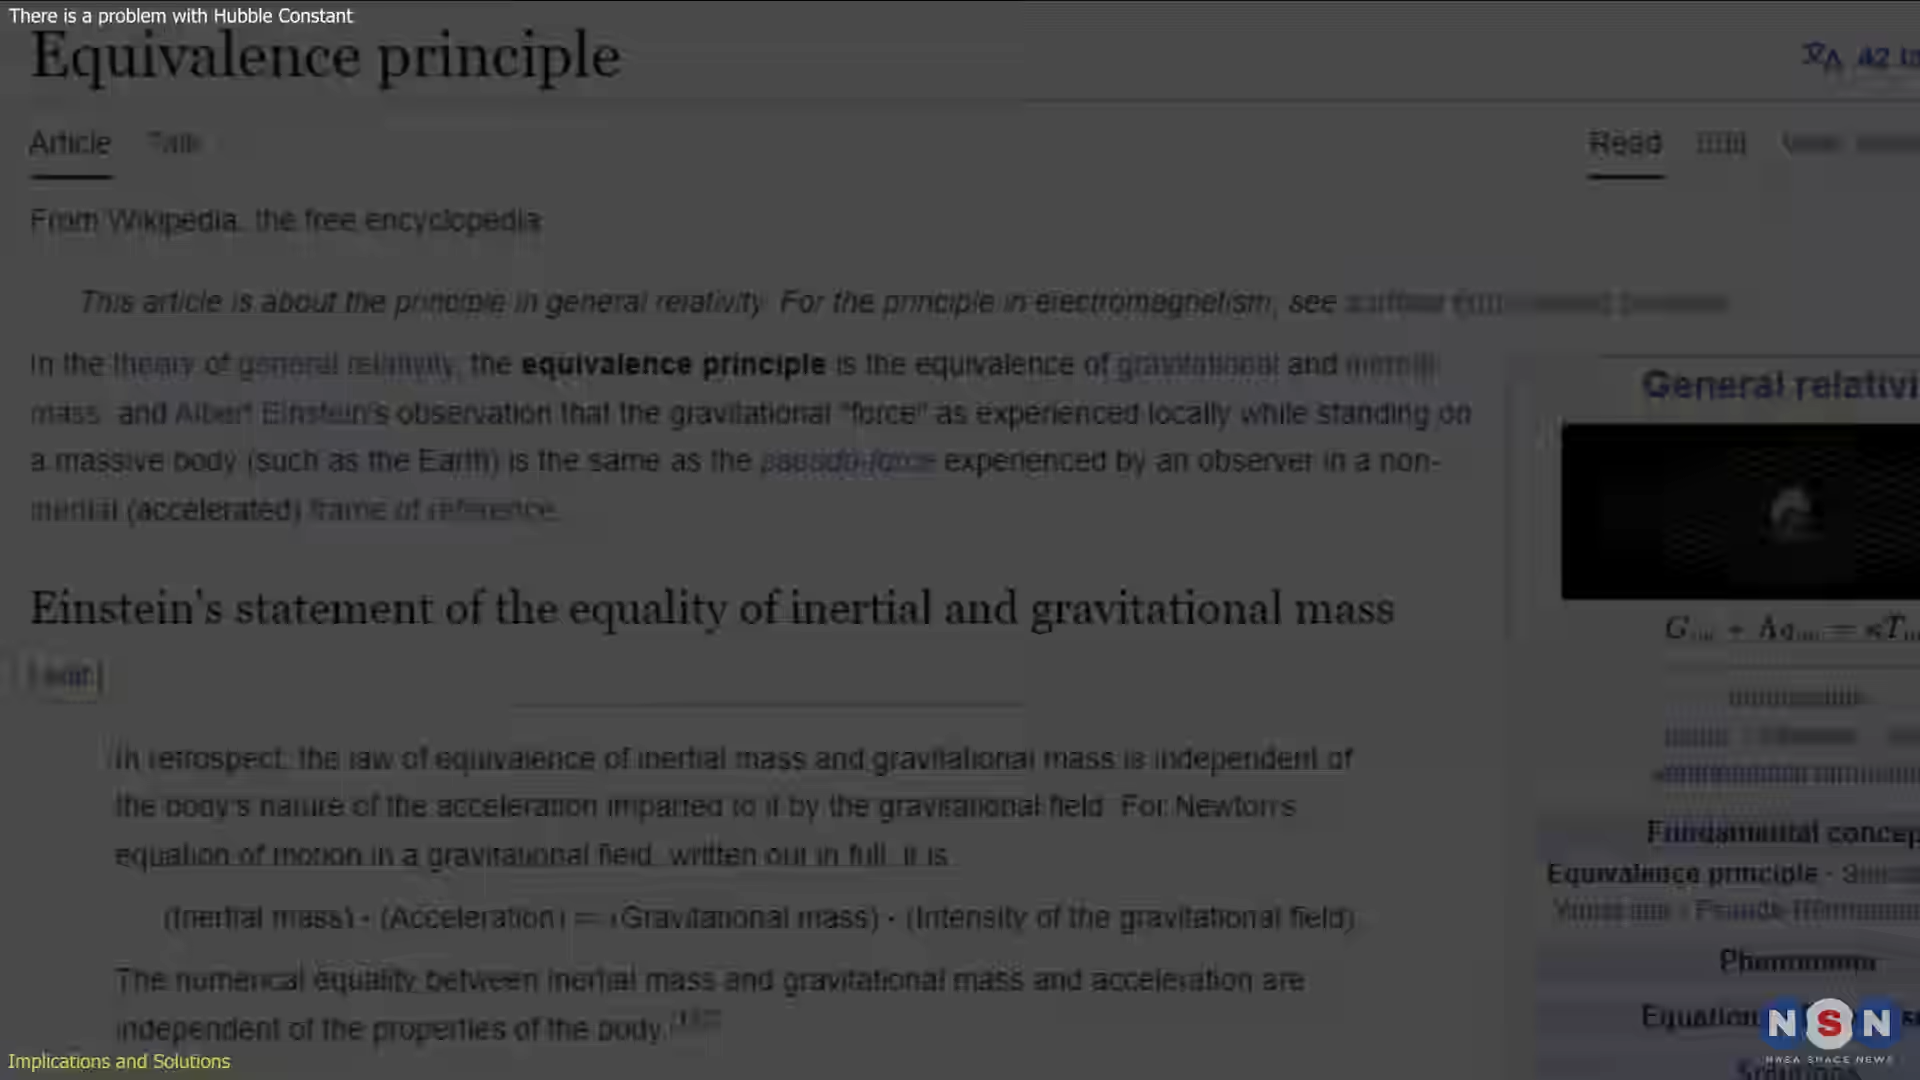 There is a problem with Hubble Constant
Equivalence principle
42
Article Talk
Read
From Wikipedia, the free encyclopedia
This article is about the principle in general relativity. For the principle in electromagnetism, see
In the theory of general relativity, the equivalence principle is the equivalence of gravitational and inertial
mass, and Albert Einstein's observation that the gravitational "force" as experienced locally while standing on
a massive body (such as the Earth) is the same as the pseudo-force experienced by an observer in a non-
inertial (accelerated) frame of reference.
General relativi
Einstein's statement of the equality of inertial and gravitational mass
[edit]
In retrospect, the law of equivalence of inertial mass and gravitational mass is independent of
the body's nature of the acceleration imparted to it by the gravitational field. For Newton's
equation of motion in a gravitational field, written out in full, it is:
(Inertial mass) · (Acceleration) = (Gravitational mass) · (Intensity of the gravitational field).
The numerical equality between inertial mass and gravitational mass and acceleration are
independent of the properties of the body.
Fundamental concep
Equivalence principle ·
Phenomena
Equation
NSN
NASA SPACE NEWS
Implications and Solutions